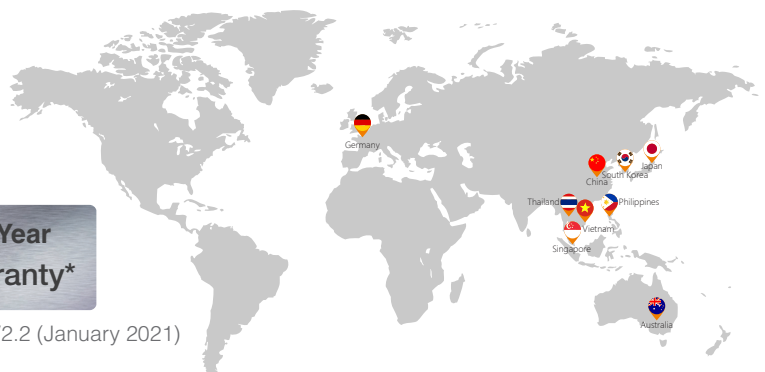 Germany
Japan
South Korea
China
Thailand
Philippines
Vietnam
Singapore
Year
ranty*
2.2 (January 2021)
Australia